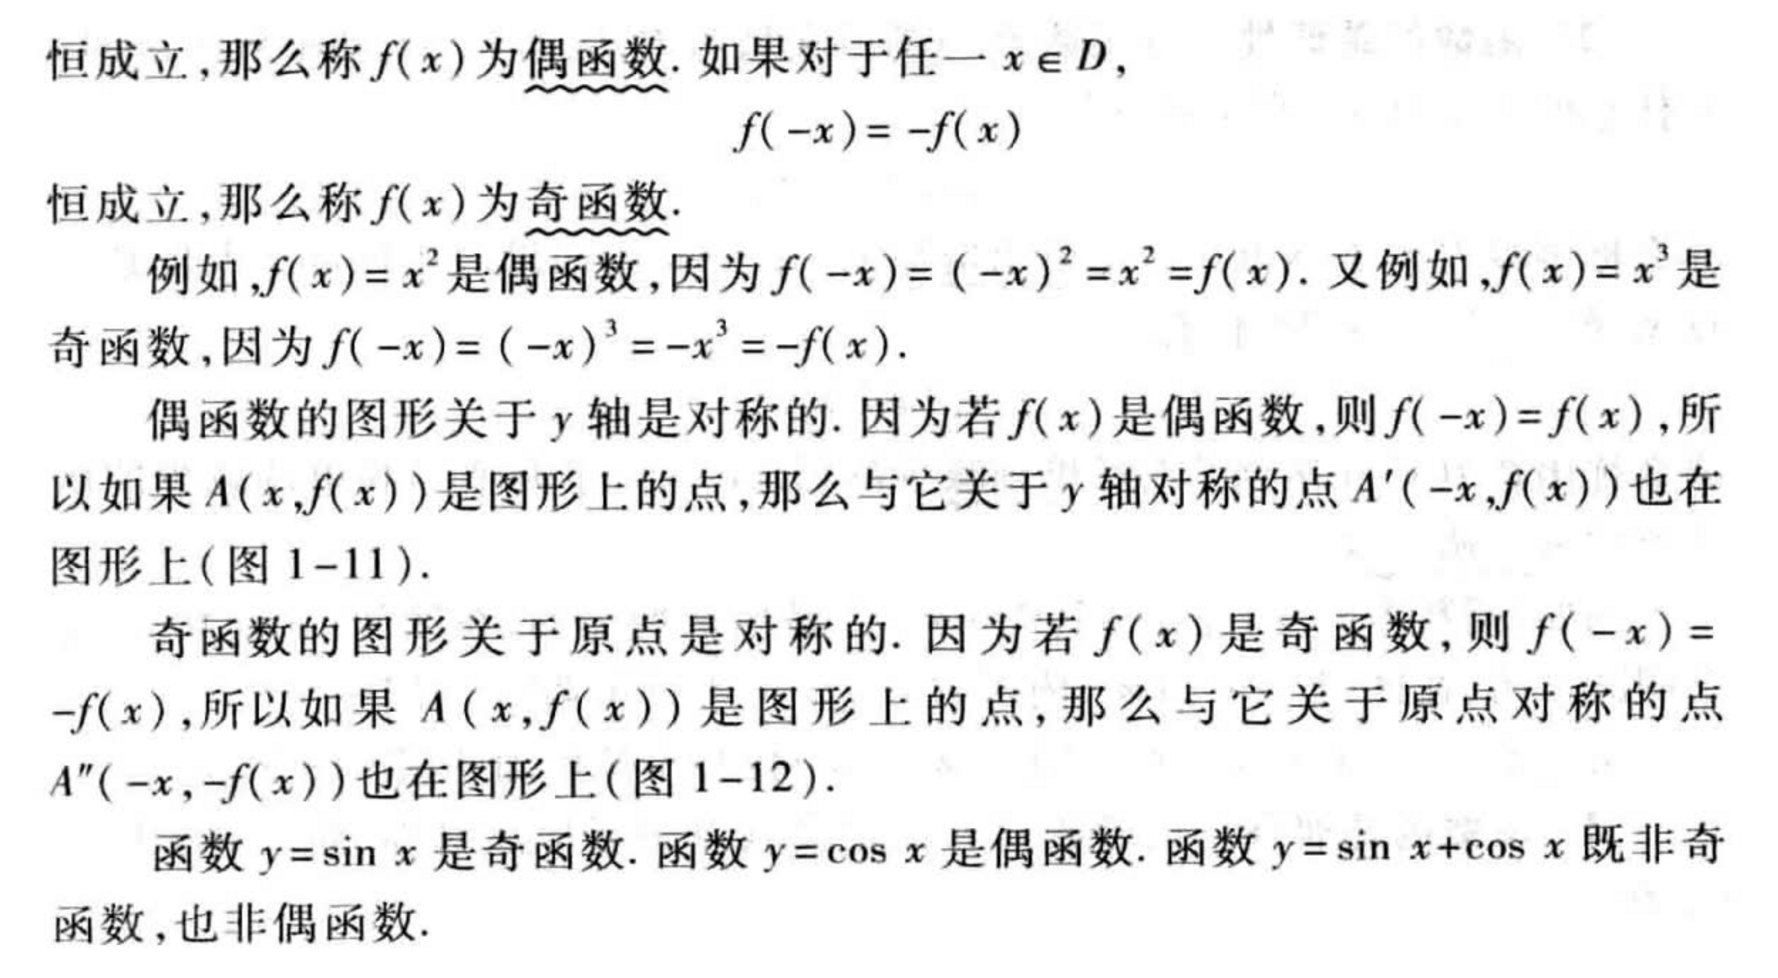 恒成立,那么称 f(x)为偶函数. 如果对于任一 x∈D,
f(-x)= -f(x)
恒成立,那么称 f(x)为奇函数.
例如,f(x)= x²是偶函数,因为 f(-x)= (-x)²=x²=f(x). 又例如,f(x)= x³是
奇函数,因为 f(-x)= (-x)³=-x³=-f(x).
偶函数的图形关于 y 轴是对称的. 因为若 f(x)是偶函数,则 f(-x)=f(x),所
以如果 A(x,f(x))是图形上的点,那么与它关于 y 轴对称的点 A′(-x,f(x))也在
图形上(图 1-11).
奇函数的图形关于原点是对称的. 因为若 f(x)是奇函数,则 f(-x)=
-f(x),所以如果 A(x,f(x))是图形上的点,那么与它关于原点对称的点
A″(-x,-f(x))也在图形上(图 1-12).
函数 y=sin x 是奇函数. 函数 y=cos x 是偶函数. 函数 y=sin x+cos x 既非奇
函数,也非偶函数.